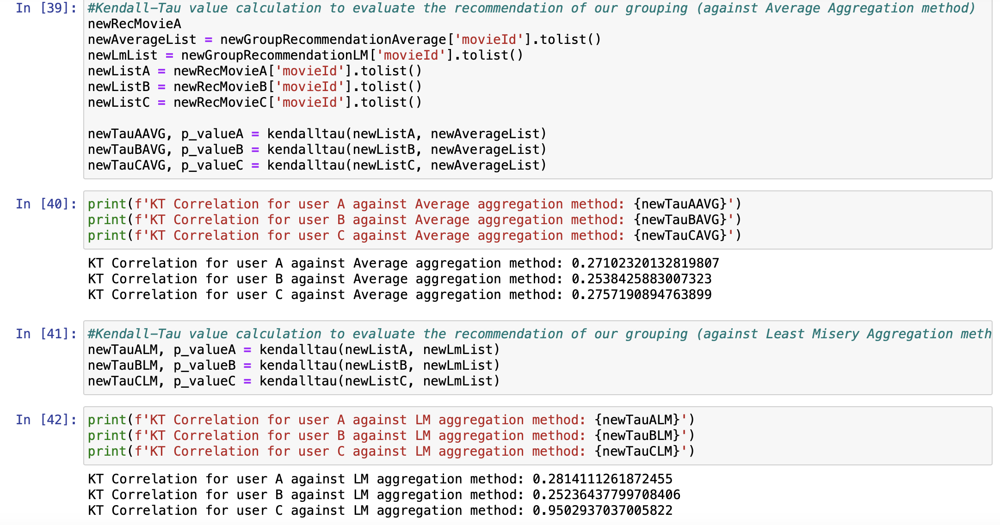 In [39]: #Kendall-Tau value calculation to evaluate the recommendation of our grouping (against Average Aggregation method)
newRecMovieA
newAverageList = newGroupRecommendationAverage['movieId'].tolist()
newLmList = newGroupRecommendationLM['movieId'].tolist()
newListA = newRecMovieA['movieId'].tolist()
newListB = newRecMovieB['movieId'].tolist()
newListC = newRecMovieC['movieId'].tolist()
newTauAAVG, p_valueA = kendalltau(newListA, newAverageList)
newTauBAVG, p_valueB = kendalltau(newListB, newAverageList)
newTauCAVG, p_valueC = kendalltau(newListC, newAverageList)
In [40]: print(f'KT Correlation for user A against Average aggregation method: {newTauAAVG}')
print(f'KT Correlation for user B against Average aggregation method: {newTauBAVG}')
print(f'KT Correlation for user C against Average aggregation method: {newTauCAVG}')
KT Correlation for user A against Average aggregation method: 0.27102320132819807
KT Correlation for user B against Average aggregation method: 0.2538425883007323
KT Correlation for user C against Average aggregation method: 0.2757190894763899
In [41]: #Kendall-Tau value calculation to evaluate the recommendation of our grouping (against Least Misery Aggregation meth
newTauALM, p_valueA = kendalltau(newListA, newLmList)
newTauBLM, p_valueB = kendalltau(newListB, newLmList)
newTauCLM, p_valueC = kendalltau(newListC, newLmList)
In [42]: print(f'KT Correlation for user A against LM aggregation method: {newTauALM}')
print(f'KT Correlation for user B against LM aggregation method: {newTauBLM}')
print(f'KT Correlation for user C against LM aggregation method: {newTauCLM}')
KT Correlation for user A against LM aggregation method: 0.2814111261872455
KT Correlation for user B against LM aggregation method: 0.25236437799708406
KT Correlation for user C against LM aggregation method: 0.9502937037005822